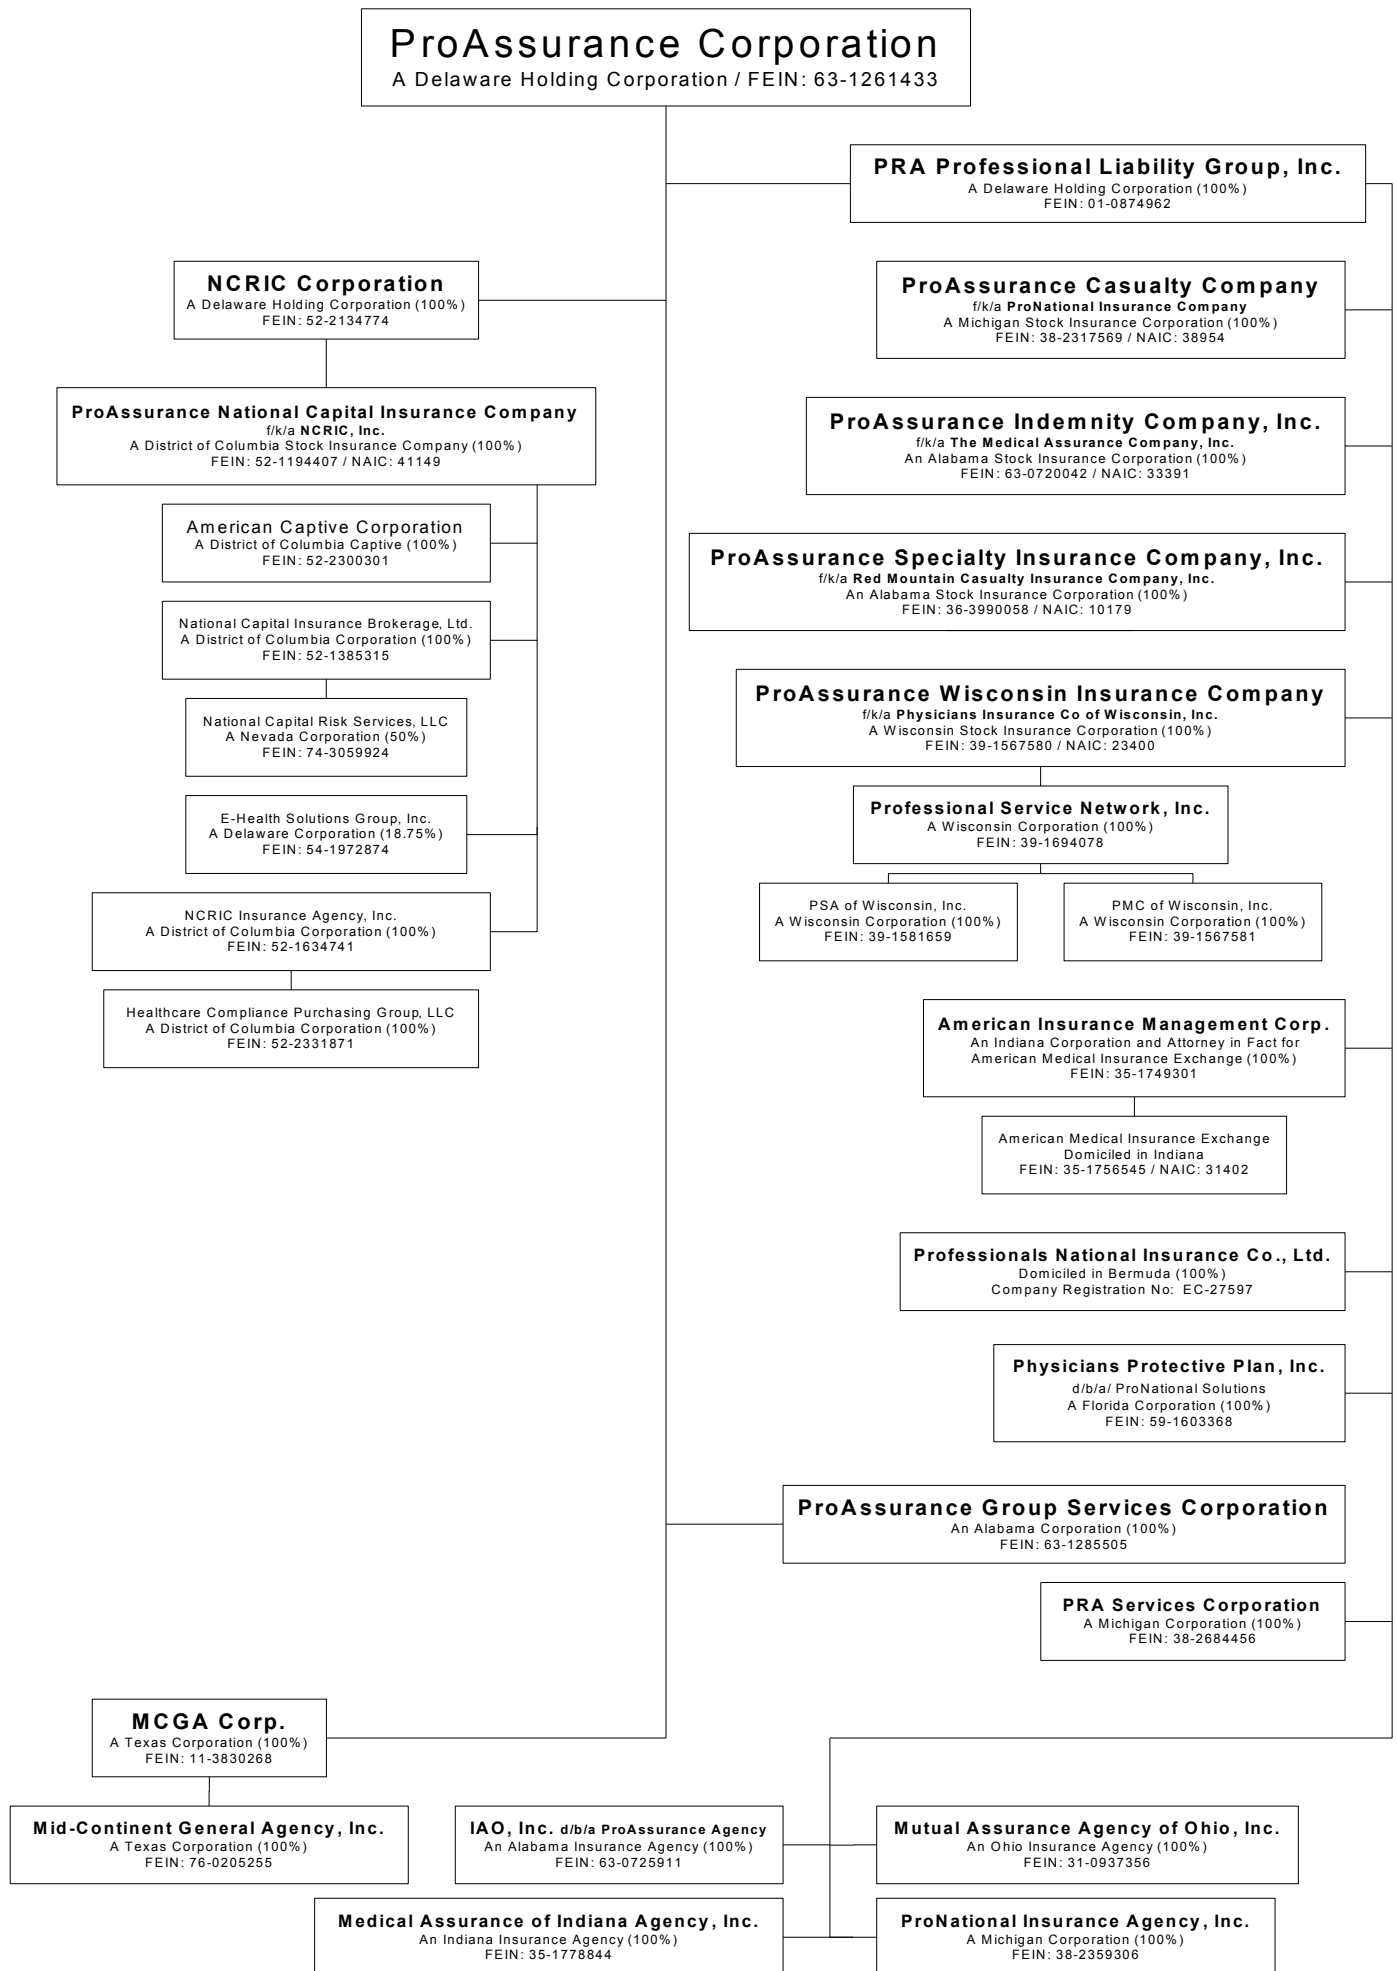 ProAssurance Corporation
A Delaware Holding Corporation / FEIN: 63-1261433
PRA Professional Liability Group, Inc.
A Delaware Holding Corporation (100%)
FEIN: 01-0874962
NCRIC Corporation
A Delaware Holding Corporation (100%)
FEIN: 52-2134774
ProAssurance National Capital Insurance Company
f/k/a NCRIC, Inc.
A District of Columbia Stock Insurance Company (100%)
FEIN: 52-1194407 / NAIC: 41149
American Captive Corporation
A District of Columbia Captive (100%)
FEIN: 52-2300301
National Capital Insurance Brokerage, Ltd.
A District of Columbia Corporation (100%)
FEIN: 52-1385315
National Capital Risk Services, LLC
A Nevada Corporation (50%)
FEIN: 74-3059924
E-Health Solutions Group, Inc.
A Delaware Corporation (18.75%)
FEIN: 54-1972874
NCRIC Insurance Agency, Inc.
A District of Columbia Corporation (100%)
FEIN: 52-1634741
Healthcare Compliance Purchasing Group, LLC
A District of Columbia Corporation (100%)
FEIN: 52-2331871
ProAssurance Casualty Company
f/k/a ProNational Insurance Company
A Michigan Stock Insurance Corporation (100%)
FEIN: 38-2317569 / NAIC: 38954
ProAssurance Indemnity Company, Inc.
f/k/a The Medical Assurance Company, Inc.
An Alabama Stock Insurance Corporation (100%)
FEIN: 63-0720042 / NAIC: 33391
ProAssurance Specialty Insurance Company, Inc.
f/k/a Red Mountain Casualty Insurance Company, Inc.
An Alabama Stock Insurance Corporation (100%)
FEIN: 36-3990058 / NAIC: 10179
ProAssurance Wisconsin Insurance Company
f/k/a Physicians Insurance Co of Wisconsin, Inc.
A Wisconsin Stock Insurance Corporation (100%)
FEIN: 39-1567580 / NAIC: 23400
Professional Service Network, Inc.
A Wisconsin Corporation (100%)
FEIN: 39-1694078
PSA of Wisconsin, Inc.
A Wisconsin Corporation (100%)
FEIN: 39-1581659
PMC of Wisconsin, Inc.
A Wisconsin Corporation (100%)
FEIN: 39-1567581
American Insurance Management Corp.
An Indiana Corporation and Attorney in Fact for
American Medical Insurance Exchange (100%)
FEIN: 35-1749301
American Medical Insurance Exchange
Domiciled in Indiana
FEIN: 35-1756545 / NAIC: 31402
Professionals National Insurance Co., Ltd.
Domiciled in Bermuda (100%)
Company Registration No: EC-27597
Physicians Protective Plan, Inc.
d/b/a/ ProNational Solutions
A Florida Corporation (100%)
FEIN: 59-1603368
ProAssurance Group Services Corporation
An Alabama Corporation (100%)
FEIN: 63-1285505
PRA Services Corporation
A Michigan Corporation (100%)
FEIN: 38-2684456
MCGA Corp.
A Texas Corporation (100%)
FEIN: 11-3830268
Mid-Continent General Agency, Inc.
A Texas Corporation (100%)
FEIN: 76-0205255
IAO, Inc. d/b/a ProAssurance Agency
An Alabama Insurance Agency (100%)
FEIN: 63-0725911
Mutual Assurance Agency of Ohio, Inc.
An Ohio Insurance Agency (100%)
FEIN: 31-0937356
Medical Assurance of Indiana Agency, Inc.
An Indiana Insurance Agency (100%)
FEIN: 35-1778844
ProNational Insurance Agency, Inc.
A Michigan Corporation (100%)
FEIN: 38-2359306